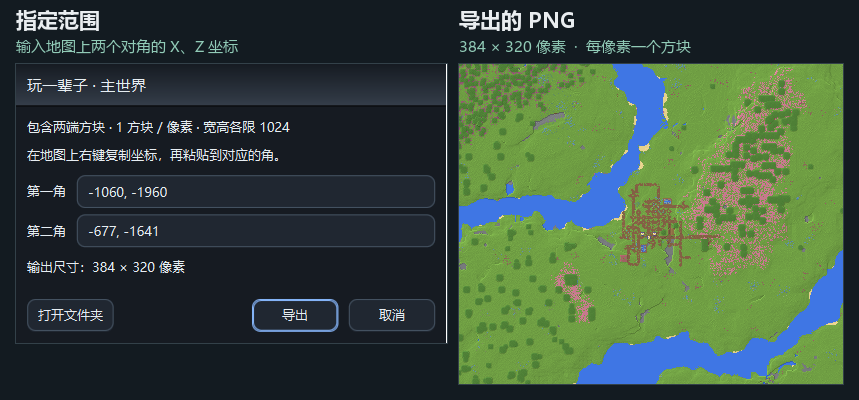 指定范围
输入地图上两个对角的 X、Z 坐标
玩一辈子 · 主世界
包含两端方块 · 1 方块 / 像素 · 宽高各限 1024
在地图上右键复制坐标，再粘贴到对应的角。
第一角 -1060, -1960
第二角 -677, -1641
输出尺寸：384 × 320 像素
打开文件夹 导出 取消
导出的 PNG
384 × 320 像素 · 每像素一个方块